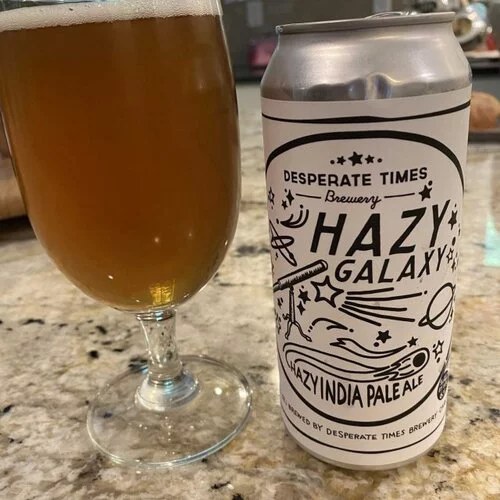 DESPERATE TIMES
Brewery
HAZY
GALAXY
HAZY INDIA PALE ALE
BREWED BY DESPERATE TIMES BREWERY